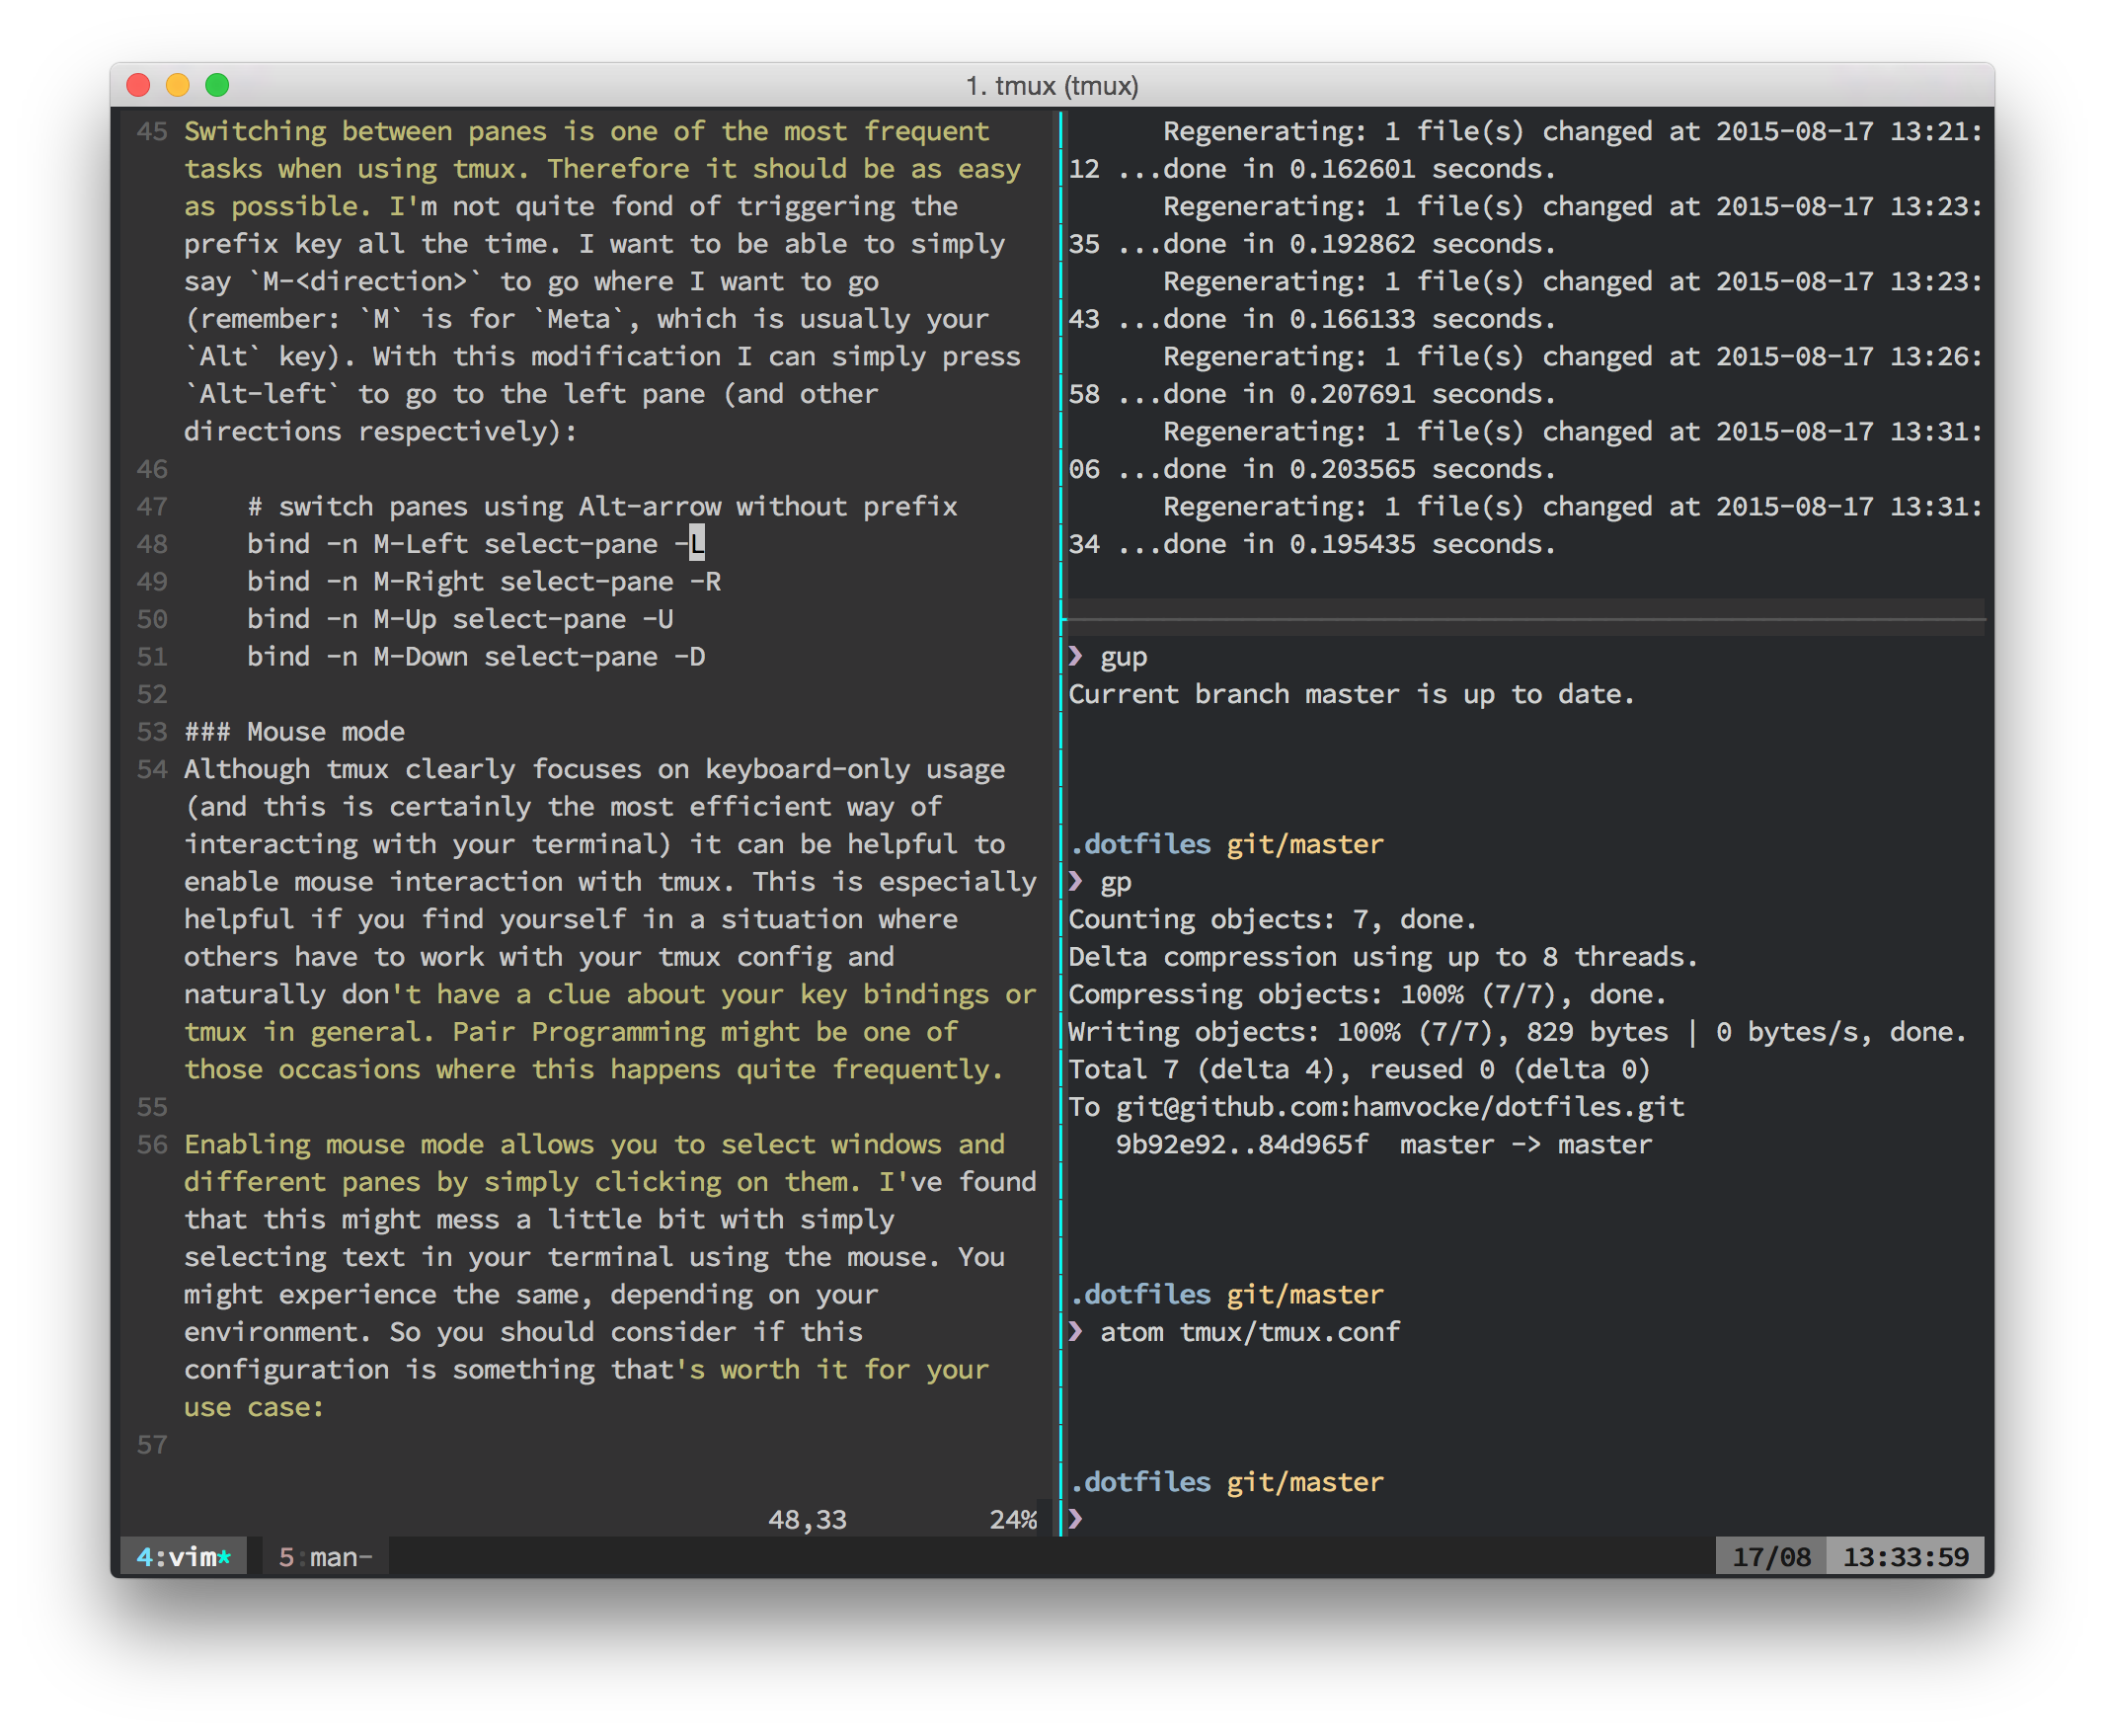 1. tmux (tmux)
45 Switching between panes is one of the most frequent
tasks when using tmux. Therefore it should be as easy
as possible. I'm not quite fond of triggering the
prefix key all the time. I want to be able to simply
say `M-<direction>` to go where I want to go
(remember: `M` is for `Meta`, which is usually your
`Alt` key). With this modification I can simply press
`Alt-left` to go to the left pane (and other
directions respectively):
46
47     # switch panes using Alt-arrow without prefix
48     bind -n M-Left select-pane -L
49     bind -n M-Right select-pane -R
50     bind -n M-Up select-pane -U
51     bind -n M-Down select-pane -D
52
53 ### Mouse mode
54 Although tmux clearly focuses on keyboard-only usage
(and this is certainly the most efficient way of
interacting with your terminal) it can be helpful to
enable mouse interaction with tmux. This is especially
helpful if you find yourself in a situation where
others have to work with your tmux config and
naturally don't have a clue about your key bindings or
tmux in general. Pair Programming might be one of
those occasions where this happens quite frequently.
55
56 Enabling mouse mode allows you to select windows and
different panes by simply clicking on them. I've found
that this might mess a little bit with simply
selecting text in your terminal using the mouse. You
might experience the same, depending on your
environment. So you should consider if this
configuration is something that's worth it for your
use case:
57
48,33 24%
Regenerating: 1 file(s) changed at 2015-08-17 13:21:
12 ...done in 0.162601 seconds.
Regenerating: 1 file(s) changed at 2015-08-17 13:23:
35 ...done in 0.192862 seconds.
Regenerating: 1 file(s) changed at 2015-08-17 13:23:
43 ...done in 0.166133 seconds.
Regenerating: 1 file(s) changed at 2015-08-17 13:26:
58 ...done in 0.207691 seconds.
Regenerating: 1 file(s) changed at 2015-08-17 13:31:
06 ...done in 0.203565 seconds.
Regenerating: 1 file(s) changed at 2015-08-17 13:31:
34 ...done in 0.195435 seconds.
❯ gup
Current branch master is up to date.
.dotfiles git/master
❯ gp
Counting objects: 7, done.
Delta compression using up to 8 threads.
Compressing objects: 100% (7/7), done.
Writing objects: 100% (7/7), 829 bytes | 0 bytes/s, done.
Total 7 (delta 4), reused 0 (delta 0)
To git@github.com:hamvocke/dotfiles.git
   9b92e92..84d965f  master -> master
.dotfiles git/master
❯ atom tmux/tmux.conf
.dotfiles git/master
❯
4:vim* 5:man- 17/08 13:33:59